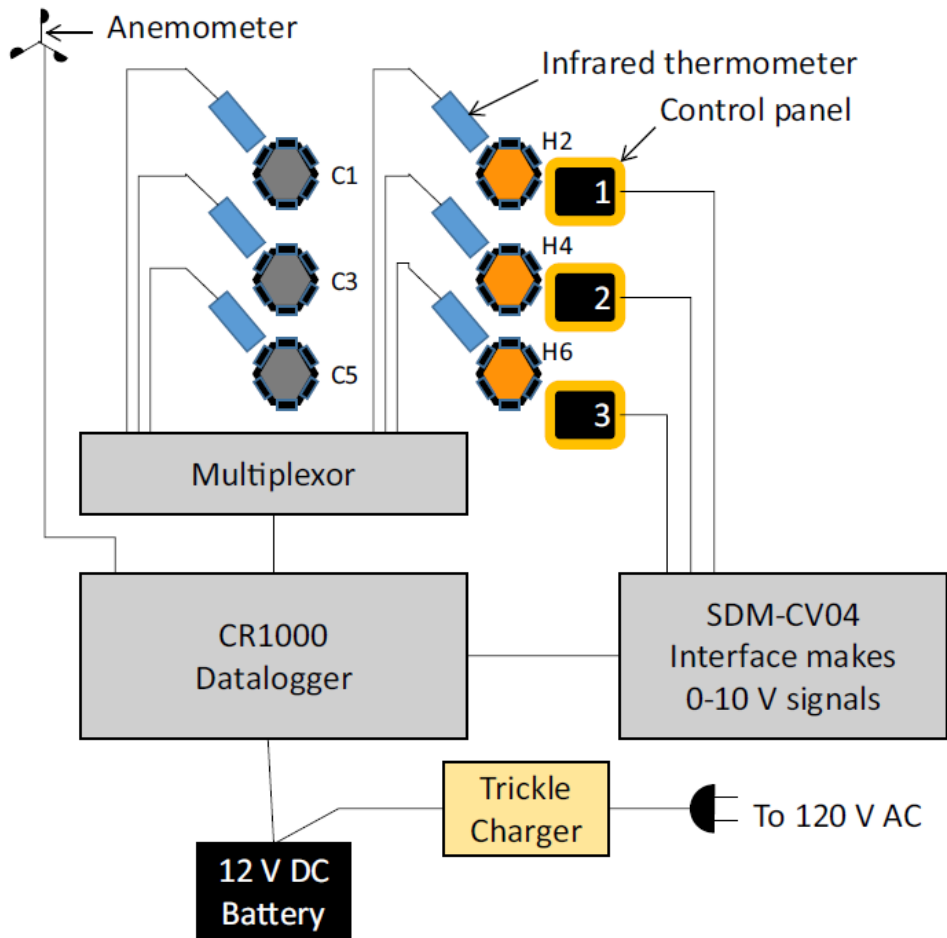 Anemometer
Infrared thermometer
Control panel
H2
C1
1
H4
C3
2
H6
C5
3
Multiplexor
CR1000
Datalogger
SDM-CV04
Interface makes
0-10 V signals
Trickle
Charger
To 120 V AC
12 V DC
Battery